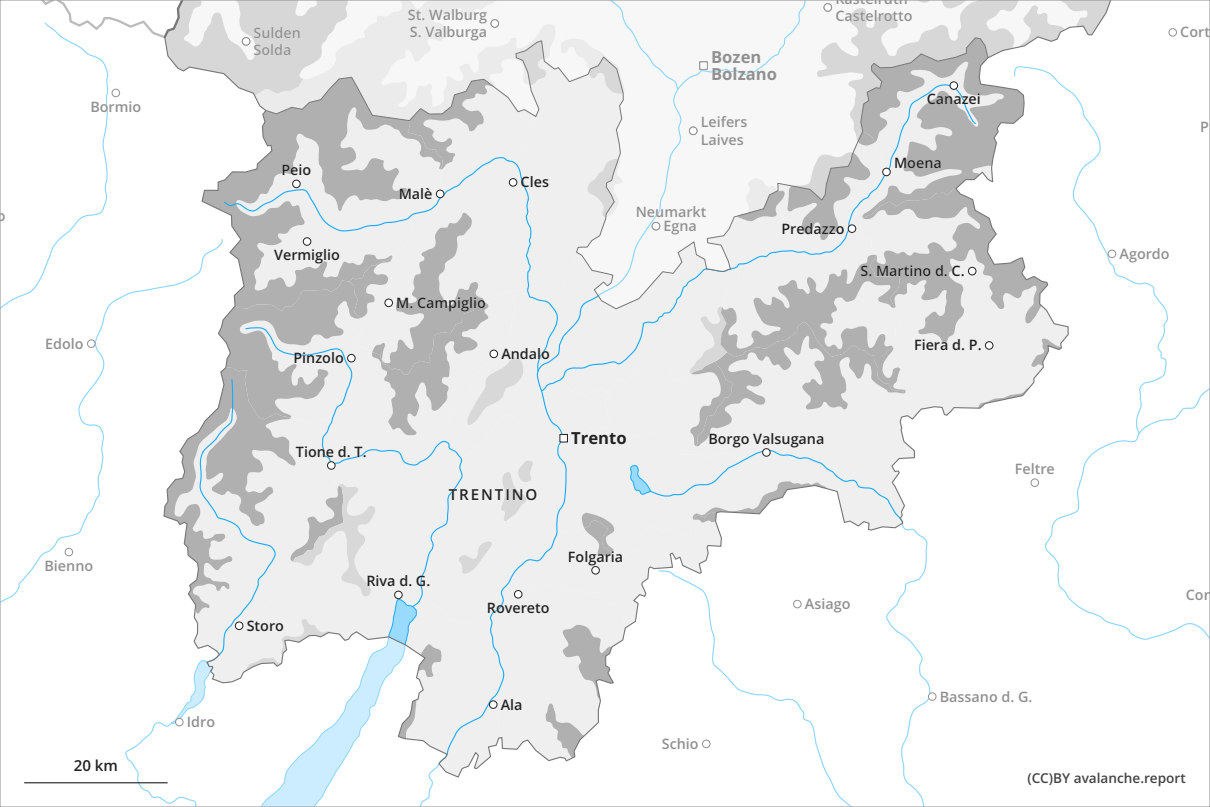 Kastelruth
Castelrotto
St. Walburg
S. Valburga
Sulden
Solda
Cort
Bozen
Bolzano
Bormio
Canazei
Leifers
Laives
P
Moena
Peio
Malè
Cles
Neumarkt
Egna
Predazzo
Vermiglio
Agordo
S. Martino d. C.
M. Campiglio
Edolo
Pinzolo
Andalo
Fiera d. P.
Trento
Borgo Valsugana
Tione d. T.
Feltre
TRENTINO
Bienno
Folgaria
Riva d. G.
Cor
Rovereto
Asiago
Storo
Bassano d. G.
Ala
Idro
Schio
20 km
(CC)BY avalanche.report